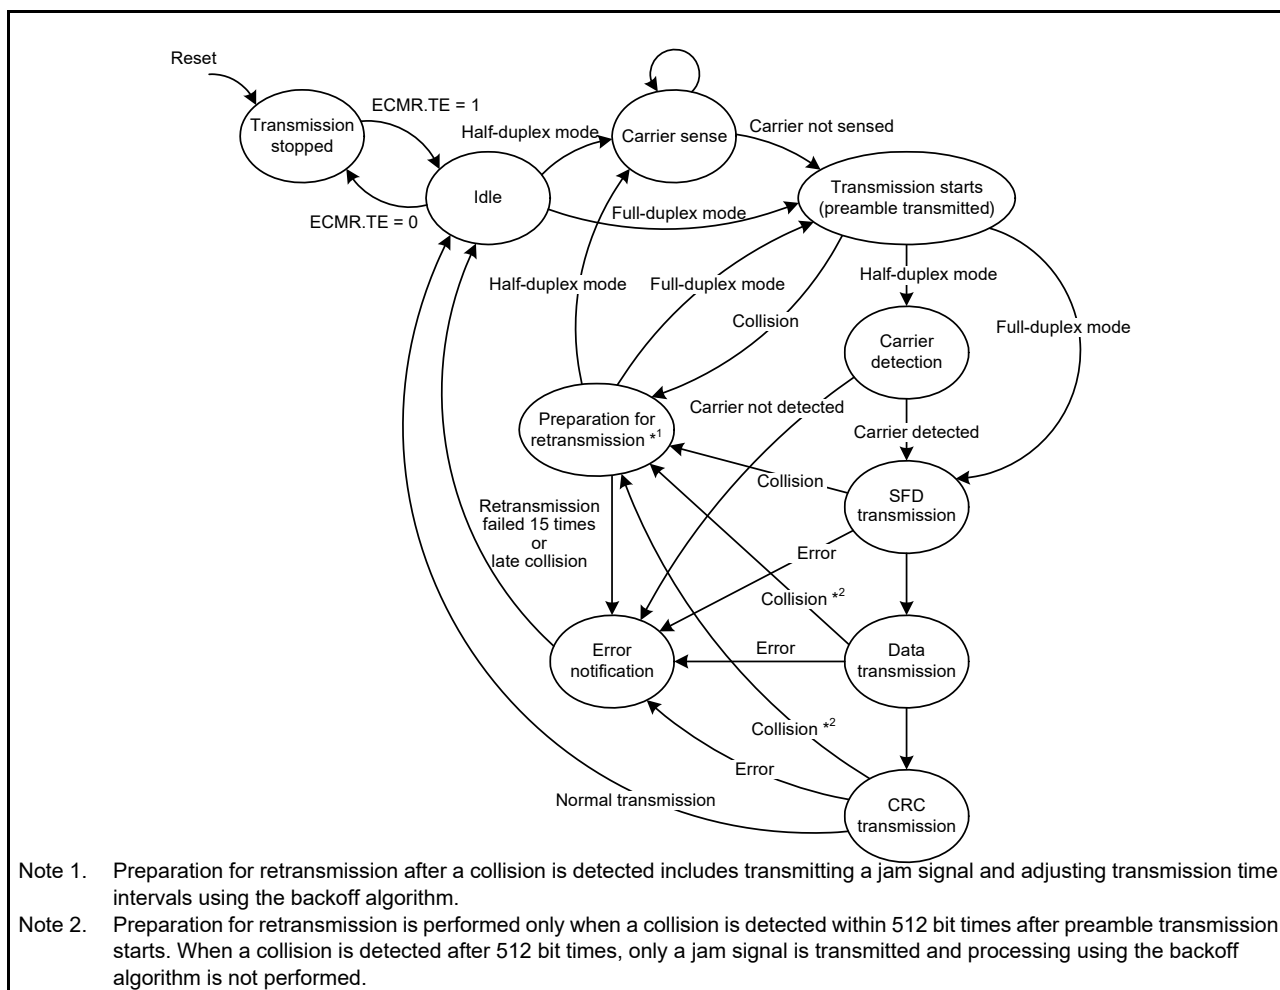 Reset
ECMR.TE = 1
Transmission
stopped
ECMR.TE = 0
Idle
Half-duplex mode
Carrier sense
Carrier not sensed
Full-duplex mode
Transmission starts
(preamble transmitted)
Half-duplex mode
Full-duplex mode
Collision
Half-duplex mode
Full-duplex mode
Carrier
detection
Carrier not detected
Carrier detected
Preparation for
retransmission *1
Collision
SFD
transmission
Retransmission
failed 15 times
or
late collision
Error
Collision *2
Error
notification
Error
Data
transmission
Collision *2
Error
Normal transmission
CRC
transmission
Note 1. Preparation for retransmission after a collision is detected includes transmitting a jam signal and adjusting transmission time
intervals using the backoff algorithm.
Note 2. Preparation for retransmission is performed only when a collision is detected within 512 bit times after preamble transmission
starts. When a collision is detected after 512 bit times, only a jam signal is transmitted and processing using the backoff
algorithm is not performed.